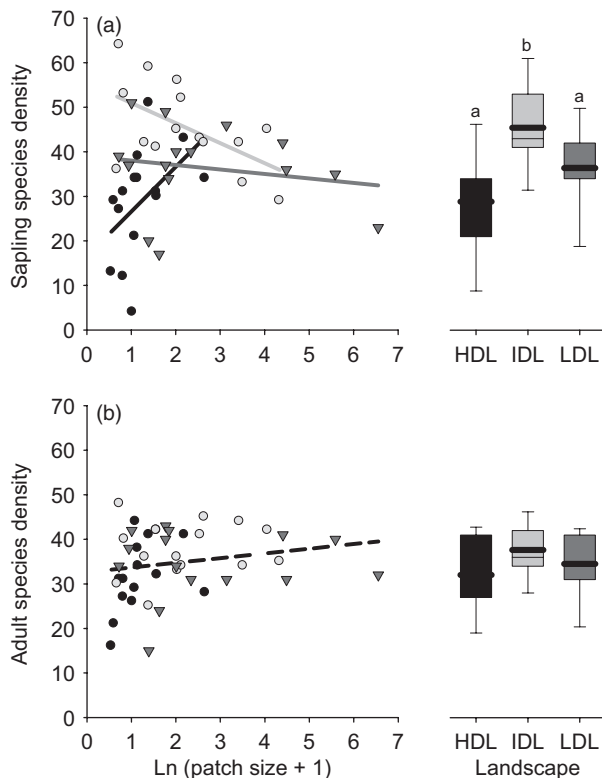 (a)
Sapling species density
70
60
50
40
30
20
10
0
0 1 2 3 4 5 6 7
b
a a
HDL IDL LDL
(b)
Adult species density
70
60
50
40
30
20
10
0
0 1 2 3 4 5 6 7
Ln (patch size + 1)
HDL IDL LDL
Landscape